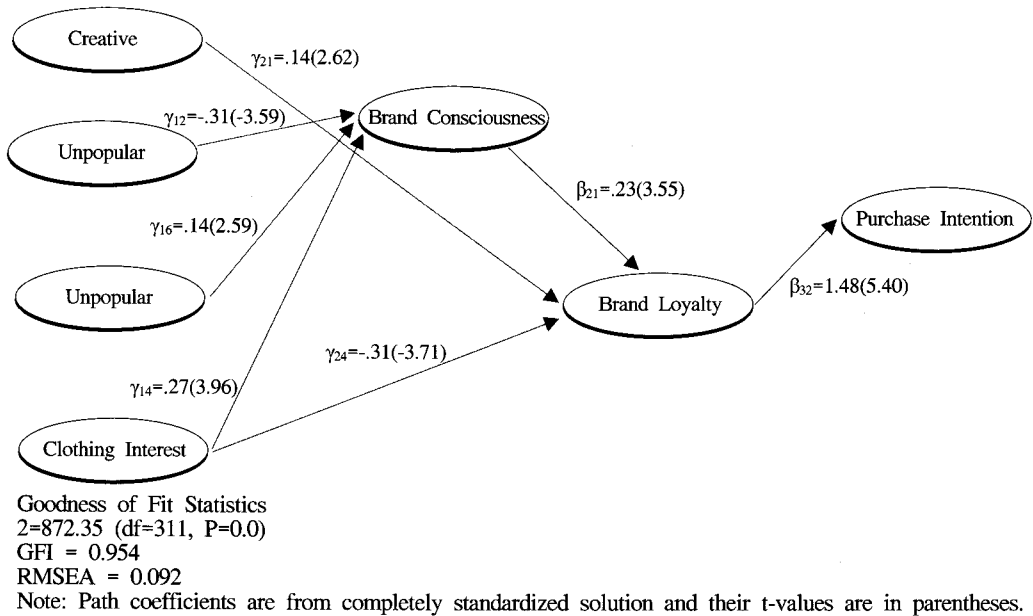 Creative
γ21=.14(2.62)
γ12=-.31(-3.59)
Brand Consciousness
Unpopular
β21=.23(3.55)
Purchase Intention
γ16=.14(2.59)
Unpopular
Brand Loyalty
β32=1.48(5.40)
γ24=-.31(-3.71)
γ14=.27(3.96)
Clothing Interest
Goodness of Fit Statistics
2=872.35 (df=311, P=0.0)
GFI = 0.954
RMSEA = 0.092
Note: Path coefficients are from completely standardized solution and their t-values are in parentheses.